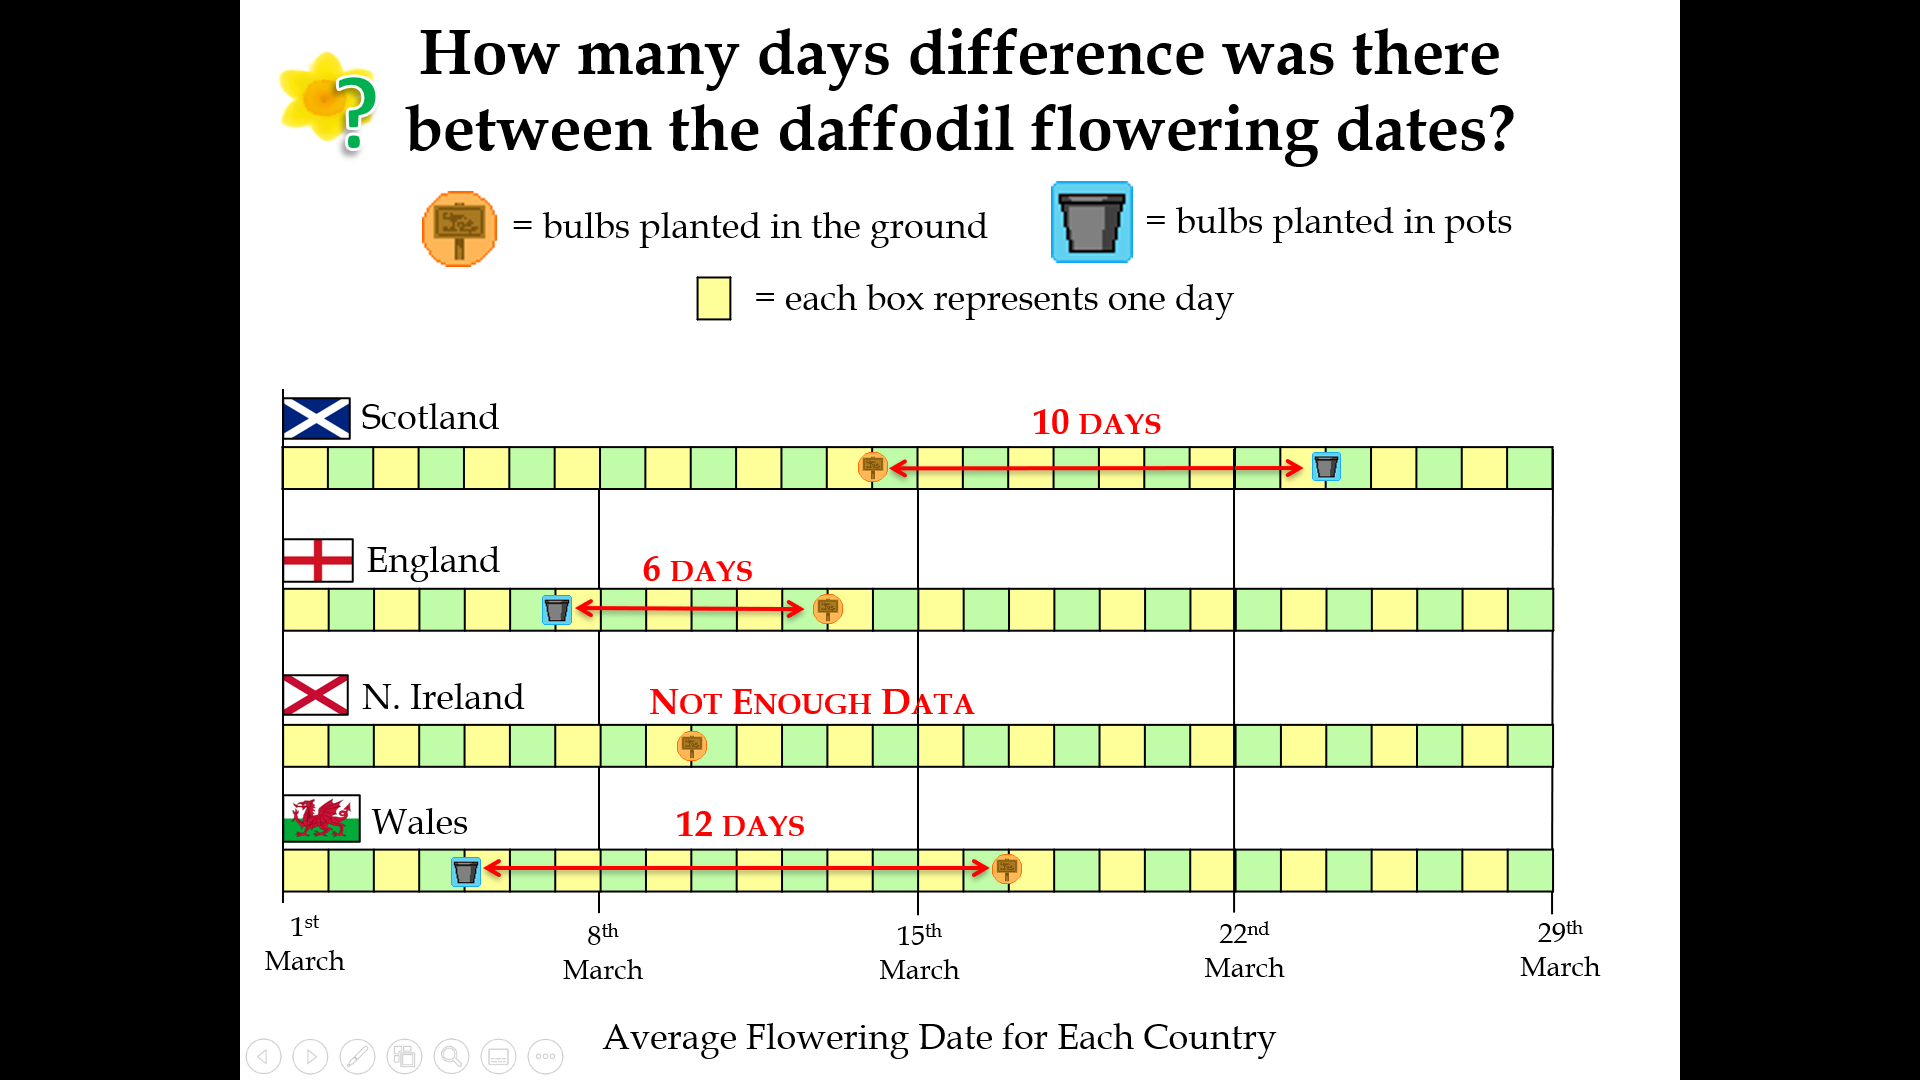 How many days difference was there
between the daffodil flowering dates?
?
= bulbs planted in the ground
= bulbs planted in pots
= each box represents one day
Scotland
10 DAYS
England
6 DAYS
N. Ireland
NOT ENOUGH DATA
Wales
12 DAYS
1st
March
8th
March
15th
March
22nd
March
29th
March
Average Flowering Date for Each Country